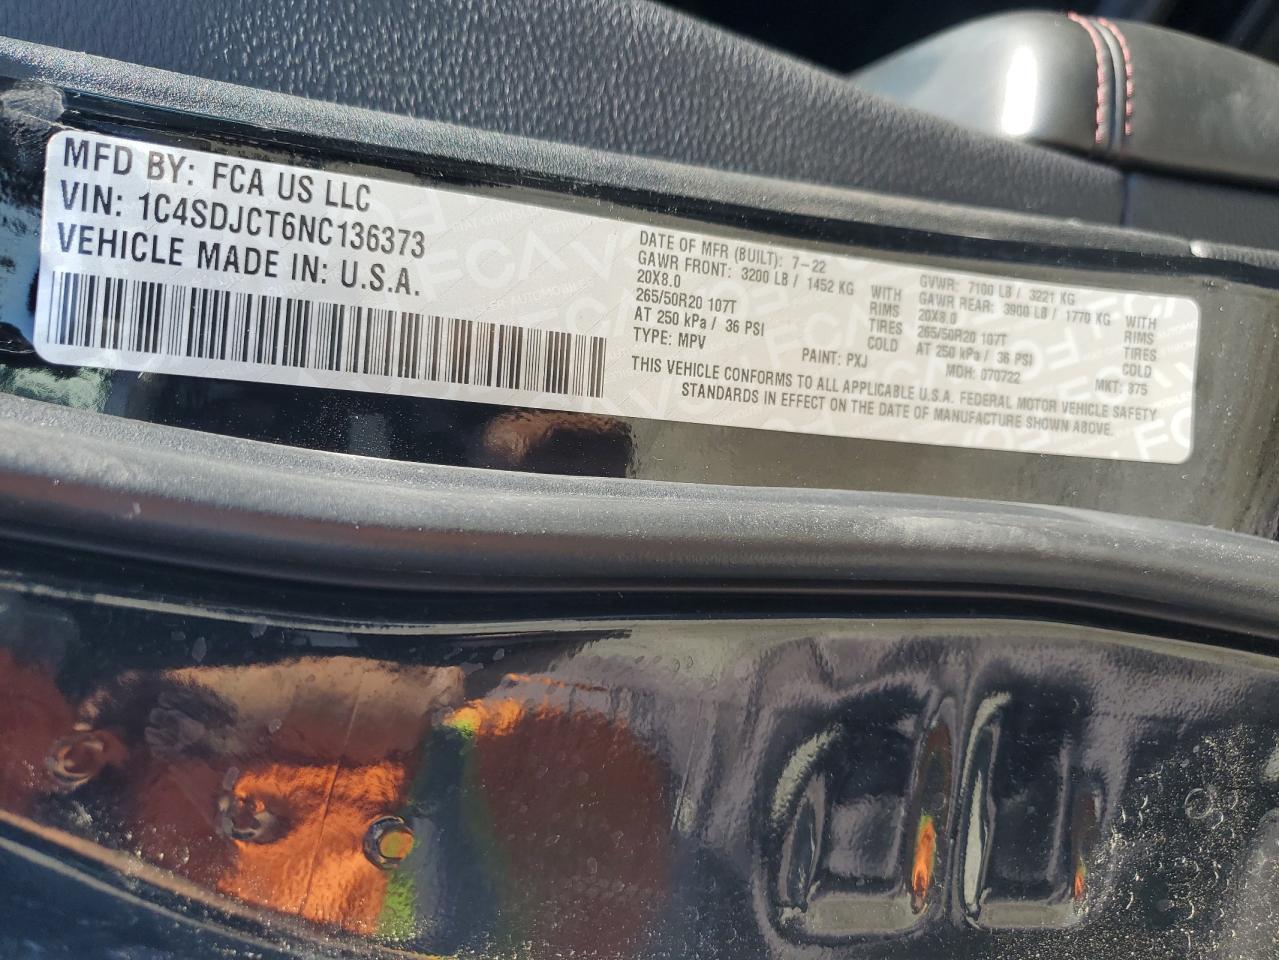 MFD BY: FCA US LLC
VIN: 1C4SDJCT6NC136373
VEHICLE MADE IN: U.S.A.
DATE OF MFR (BUILT): 7-22 GVWR: 7100 LB / 3221 KG
GAWR FRONT: 3200 LB / 1452 KG WITH GAWR REAR: 3900 LB / 1770 KG WITH
20X8.0 RIMS 20X8.0 RIMS
265/50R20 107T TIRES 265/50R20 107T TIRES
AT 250 kPa / 36 PSI COLD AT 250 kPa / 36 PSI COLD
TYPE: MPV PAINT: PXJ MDH: 070722 MKT: 375
THIS VEHICLE CONFORMS TO ALL APPLICABLE U.S.A. FEDERAL MOTOR VEHICLE SAFETY
STANDARDS IN EFFECT ON THE DATE OF MANUFACTURE SHOWN ABOVE.